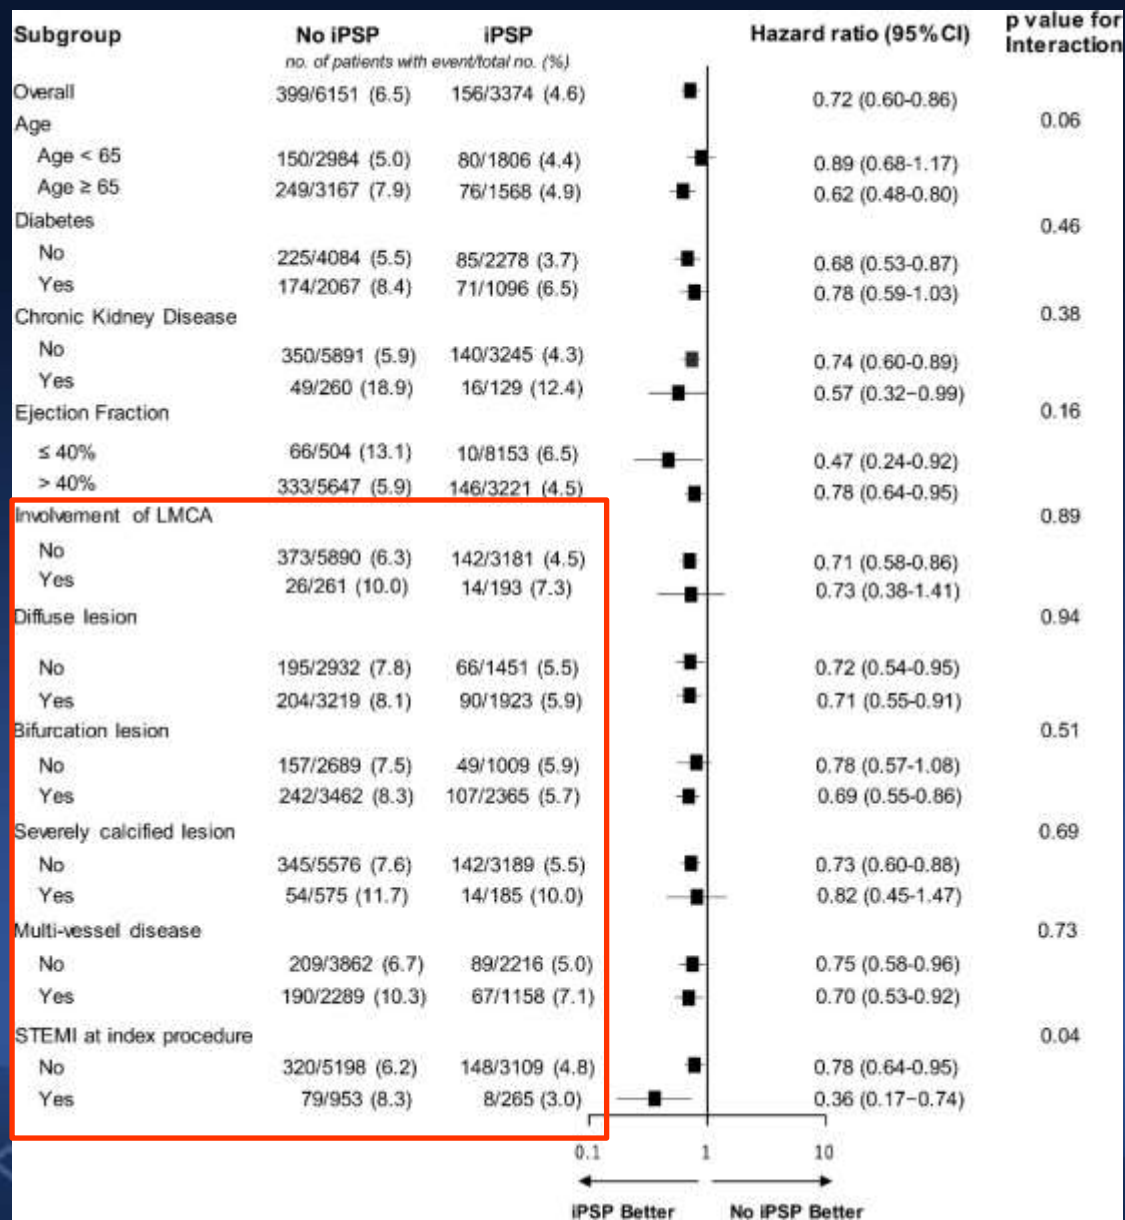 Subgroup No iPSP iPSP Hazard ratio (95%CI) p value for Interaction
no. of patients with event/total no. (%)
Overall 399/6151 (6.5) 156/3374 (4.6) 0.72 (0.60-0.86)
Age 0.06
Age < 65 150/2984 (5.0) 80/1806 (4.4) 0.89 (0.68-1.17)
Age ≥ 65 249/3167 (7.9) 76/1568 (4.9) 0.62 (0.48-0.80)
Diabetes 0.46
No 225/4084 (5.5) 85/2278 (3.7) 0.68 (0.53-0.87)
Yes 174/2067 (8.4) 71/1096 (6.5) 0.78 (0.59-1.03)
Chronic Kidney Disease 0.38
No 350/5891 (5.9) 140/3245 (4.3) 0.74 (0.60-0.89)
Yes 49/260 (18.9) 16/129 (12.4) 0.57 (0.32−0.99)
Ejection Fraction 0.16
≤ 40% 66/504 (13.1) 10/8153 (6.5) 0.47 (0.24-0.92)
> 40% 333/5647 (5.9) 146/3221 (4.5) 0.78 (0.64-0.95)
Involvement of LMCA 0.89
No 373/5890 (6.3) 142/3181 (4.5) 0.71 (0.58-0.86)
Yes 26/261 (10.0) 14/193 (7.3) 0.73 (0.38-1.41)
Diffuse lesion 0.94
No 195/2932 (7.8) 66/1451 (5.5) 0.72 (0.54-0.95)
Yes 204/3219 (8.1) 90/1923 (5.9) 0.71 (0.55-0.91)
Bifurcation lesion 0.51
No 157/2689 (7.5) 49/1009 (5.9) 0.78 (0.57-1.08)
Yes 242/3462 (8.3) 107/2365 (5.7) 0.69 (0.55-0.86)
Severely calcified lesion 0.69
No 345/5576 (7.6) 142/3189 (5.5) 0.73 (0.60-0.88)
Yes 54/575 (11.7) 14/185 (10.0) 0.82 (0.45-1.47)
Multi-vessel disease 0.73
No 209/3862 (6.7) 89/2216 (5.0) 0.75 (0.58-0.96)
Yes 190/2289 (10.3) 67/1158 (7.1) 0.70 (0.53-0.92)
STEMI at index procedure 0.04
No 320/5198 (6.2) 148/3109 (4.8) 0.78 (0.64-0.95)
Yes 79/953 (8.3) 8/265 (3.0) 0.36 (0.17−0.74)
0.1 1 10
iPSP Better No iPSP Better